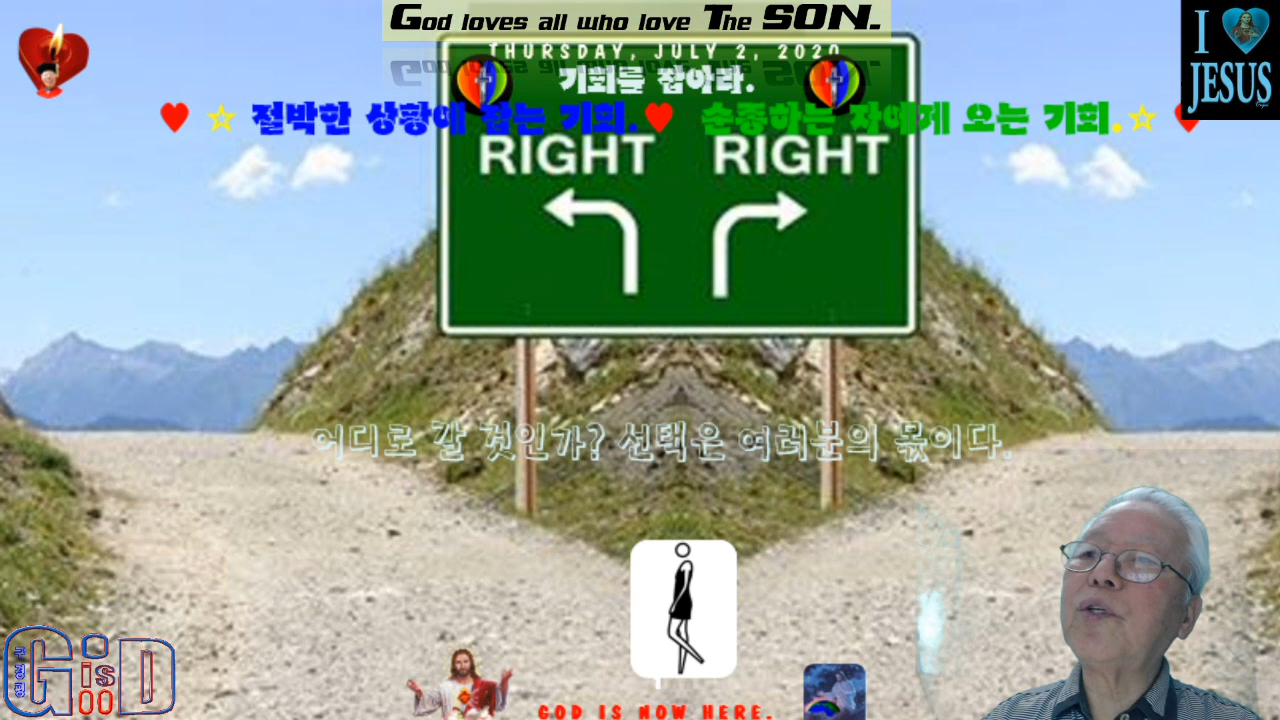 God loves all who love The SON.
THURSDAY, JULY 2, 2020
기회를 잡아라.
I
JESUS
절박한 상황에 잡는 기회. 순종하는 자에게 오는 기회.
RIGHT RIGHT
어디로 갈 것인가? 선택은 여러분의 몫이다.
GOD
is
GOD IS NOW HERE.